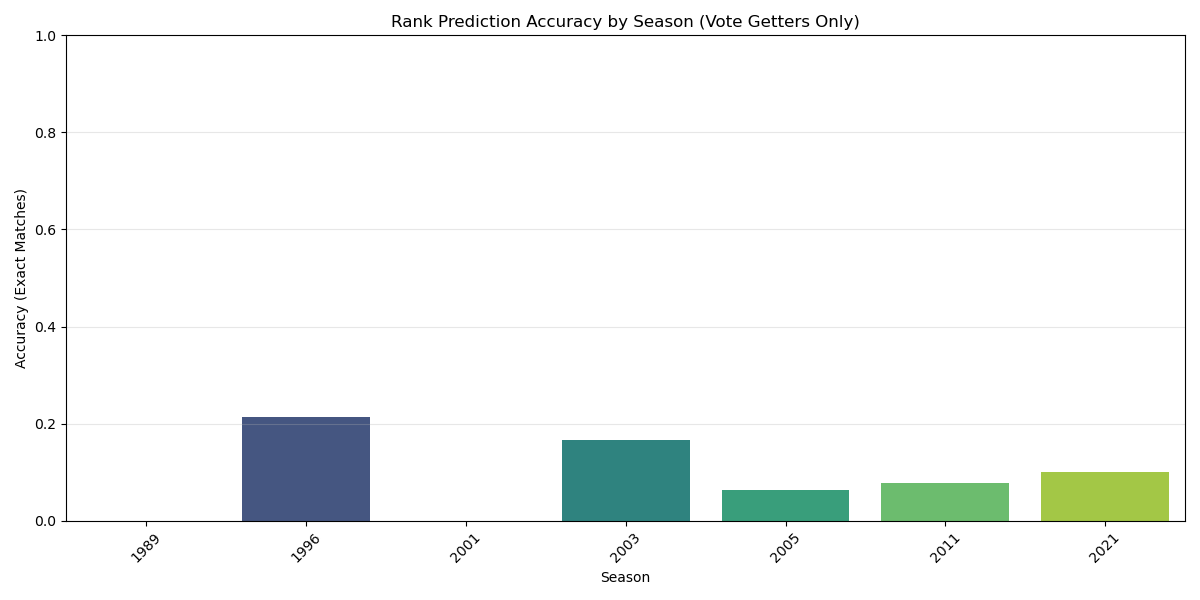 Rank Prediction Accuracy by Season (Vote Getters Only)
Accuracy (Exact Matches)
1.0
0.8
0.6
0.4
0.2
0.0
1989 1996 2001 2003 2005 2011 2021
Season